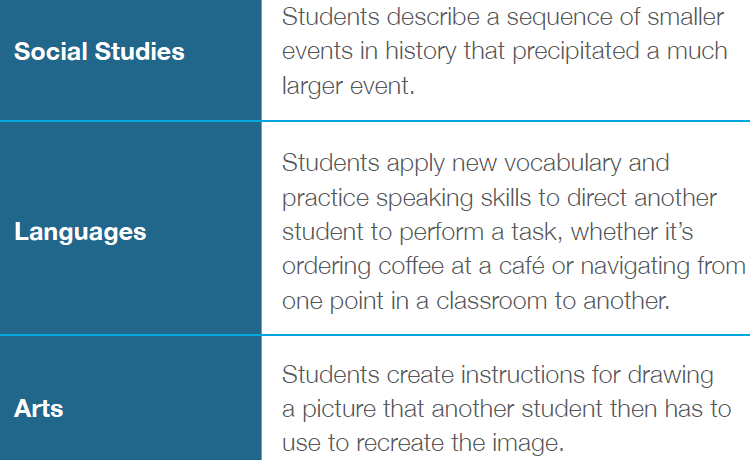 Social Studies
Students describe a sequence of smaller
events in history that precipitated a much
larger event.
Languages
Students apply new vocabulary and
practice speaking skills to direct another
student to perform a task, whether it’s
ordering coffee at a café or navigating from
one point in a classroom to another.
Arts
Students create instructions for drawing
a picture that another student then has to
use to recreate the image.